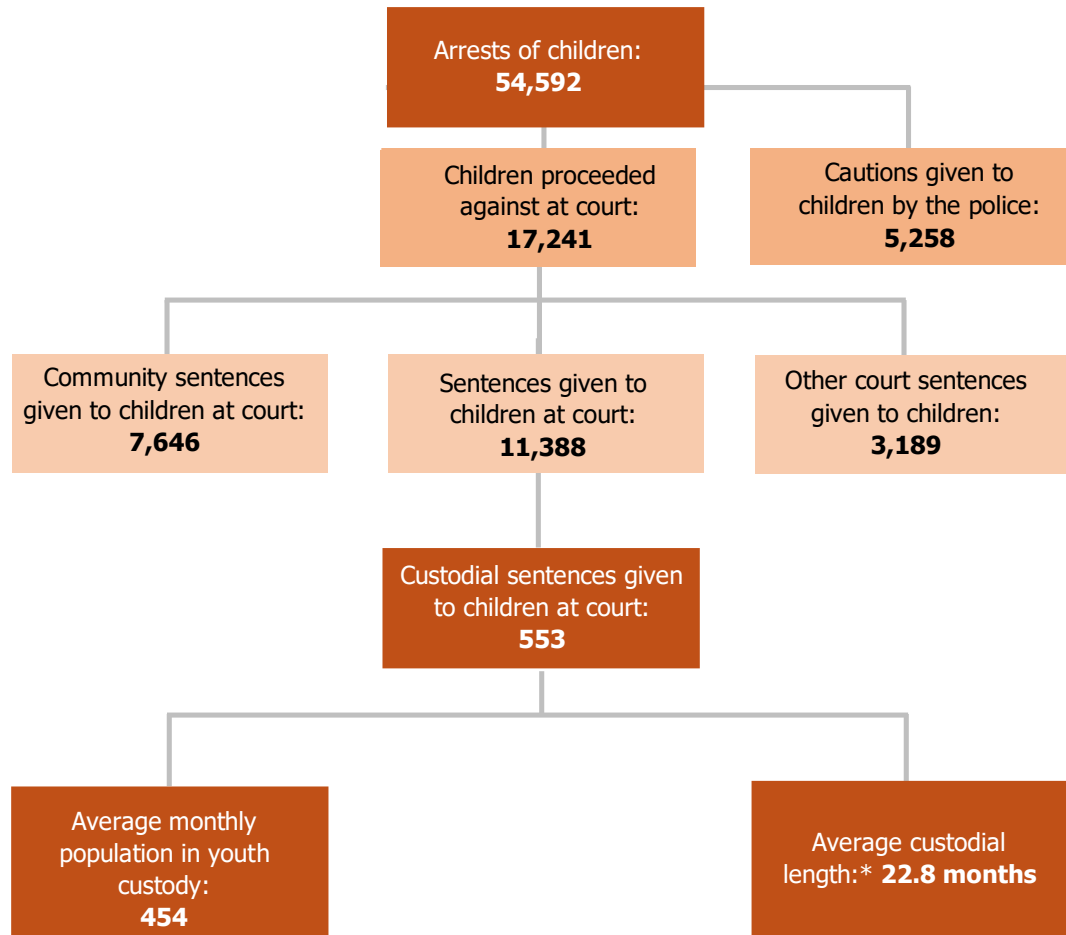 Arrests of children:
54,592
Children proceeded
against at court:
17,241
Cautions given to
children by the police:
5,258
Community sentences
given to children at court:
7,646
Sentences given to
children at court:
11,388
Other court sentences
given to children:
3,189
Custodial sentences given
to children at court:
553
Average monthly
population in youth
custody:
454
Average custodial
length:* 22.8 months